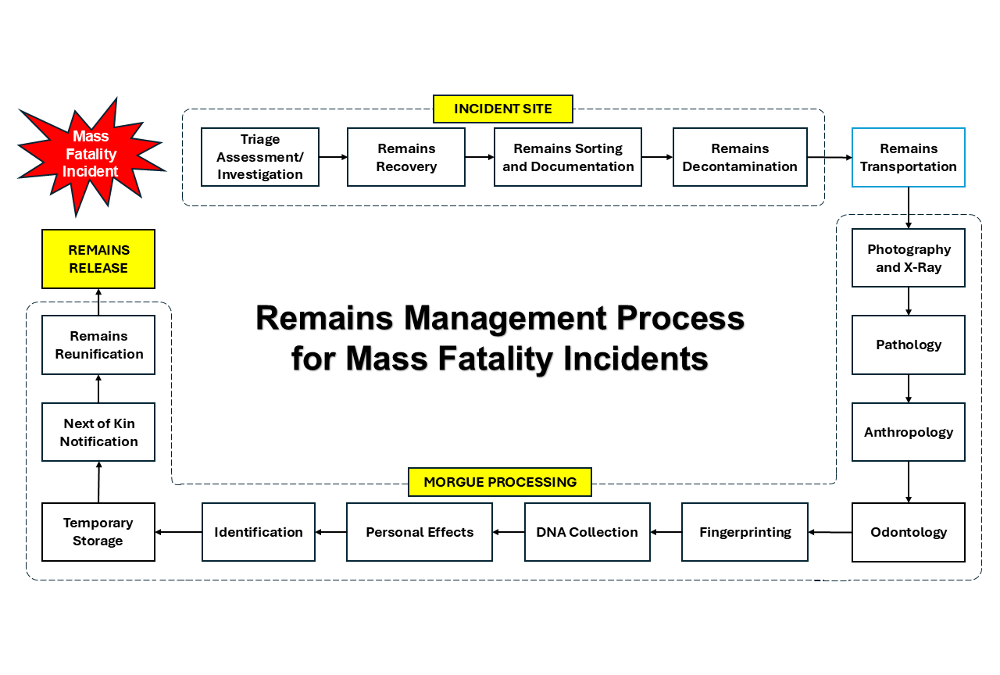 Mass
Fatality
Incident
INCIDENT SITE
Triage
Assessment/
Investigation
Remains
Recovery
Remains Sorting
and Documentation
Remains
Decontamination
Remains
Transportation
Photography
and X-Ray
Pathology
Anthropology
Odontology
MORGUE PROCESSING
Fingerprinting
DNA Collection
Personal Effects
Identification
Temporary
Storage
Next of Kin
Notification
Remains
Reunification
REMAINS
RELEASE
Remains Management Process
for Mass Fatality Incidents